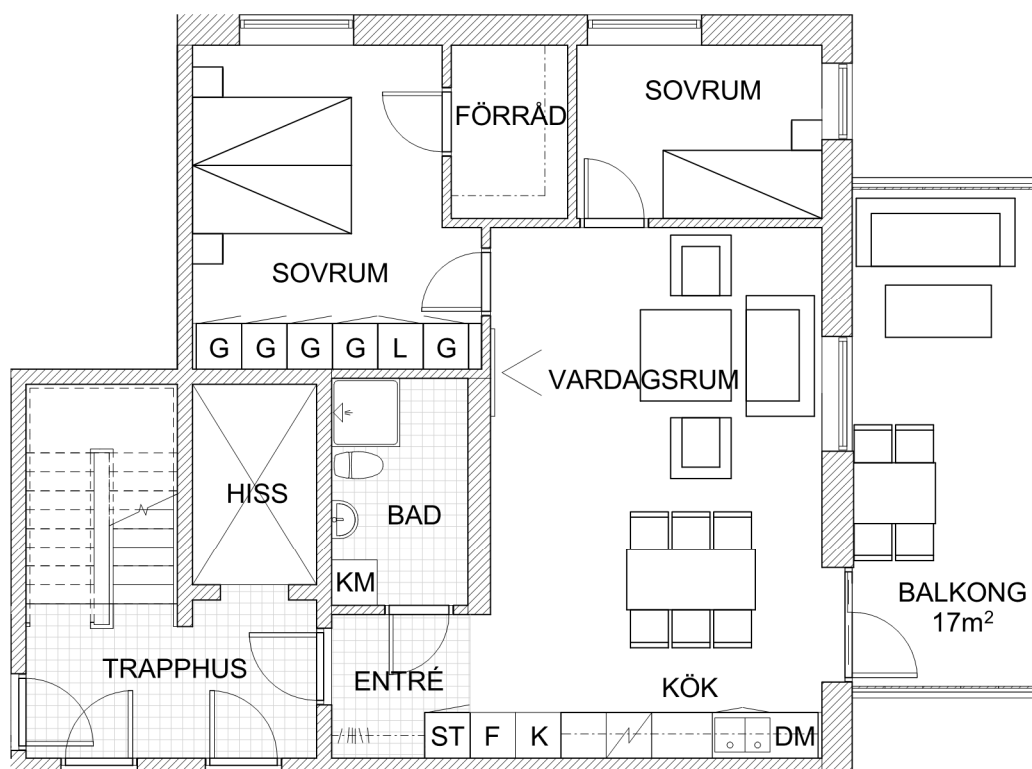 SOVRUM
FÖRRÅD
SOVRUM
G G G G L G
VARDAGSRUM
HISS
BAD
KM
BALKONG
17m²
TRAPPHUS
ENTRÉ
KÖK
ST F K
DM